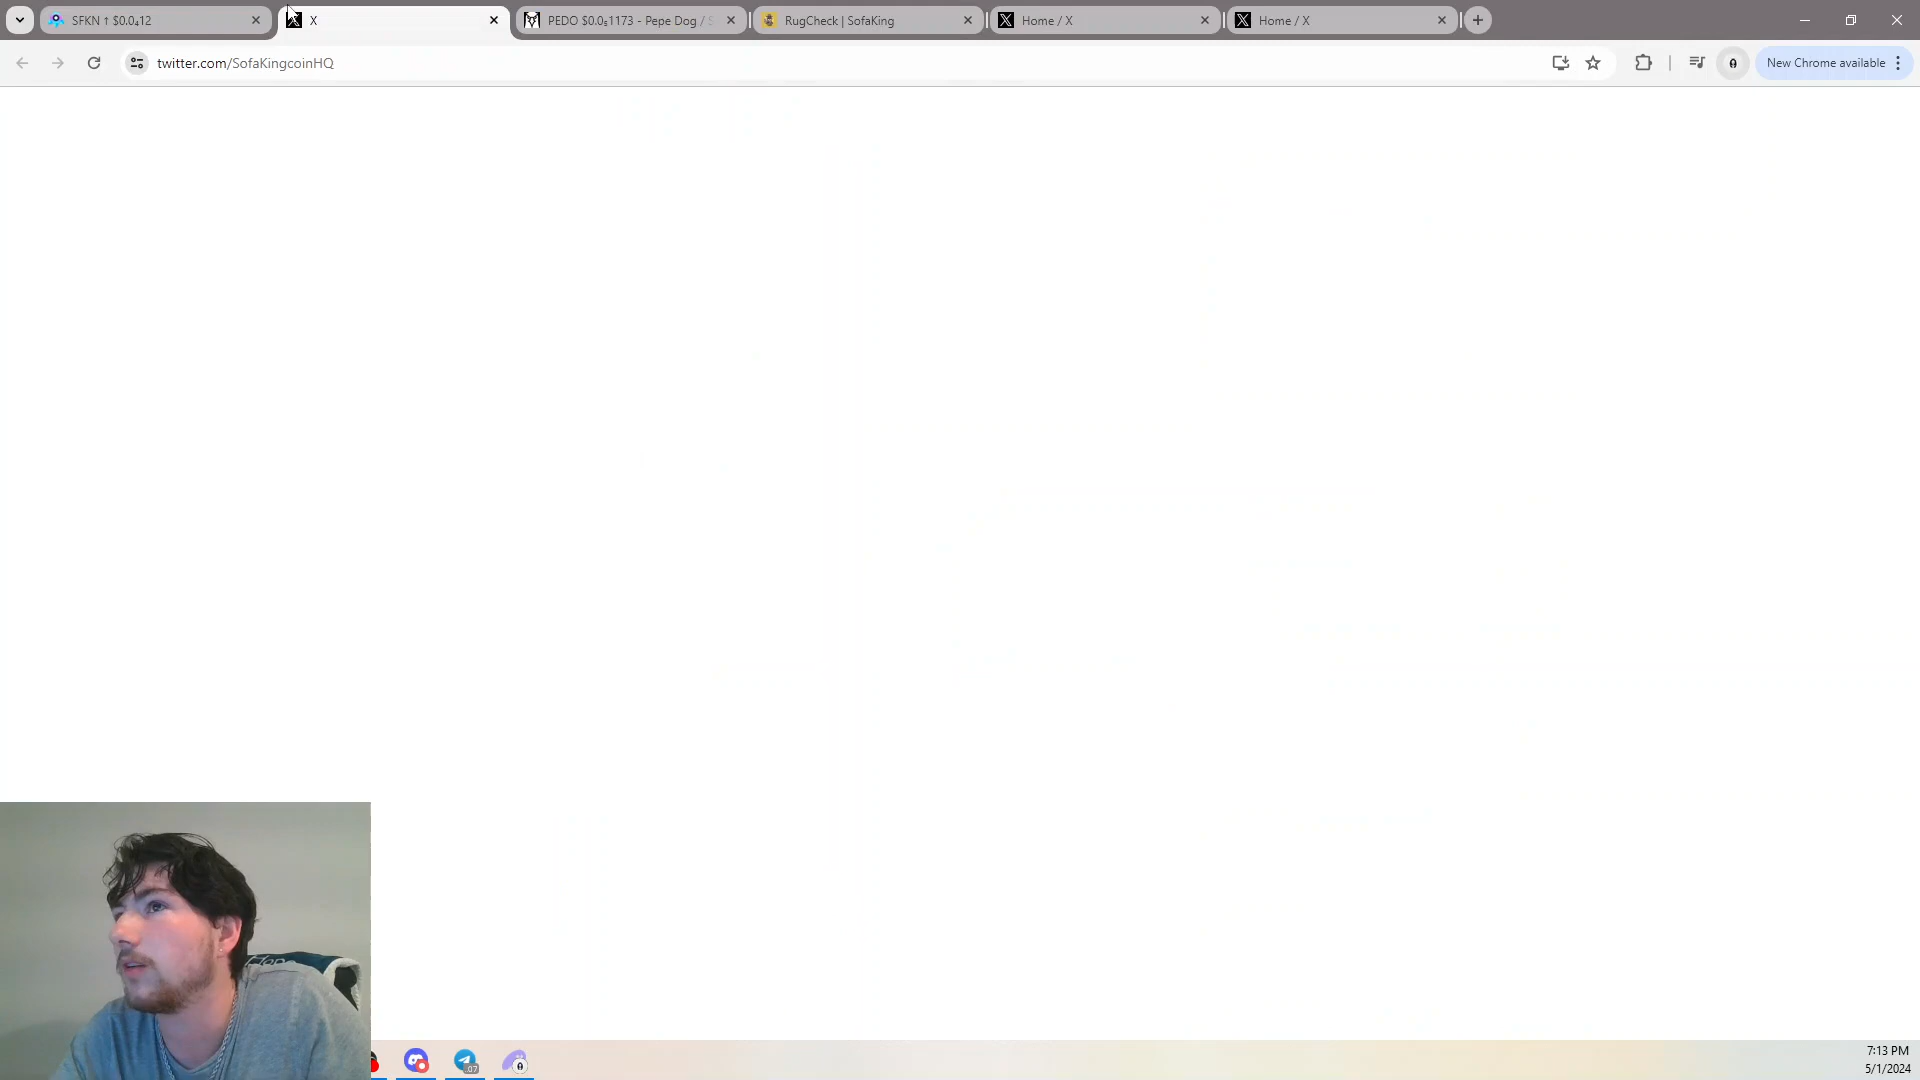 SFKN ↑ $0.0₄12
X
PEDO $0.0₅1173 - Pepe Dog / S
RugCheck | SofaKing
Home / X
Home / X
twitter.com/SofaKingcoinHQ
New Chrome available
.07
7:13 PM
5/1/2024